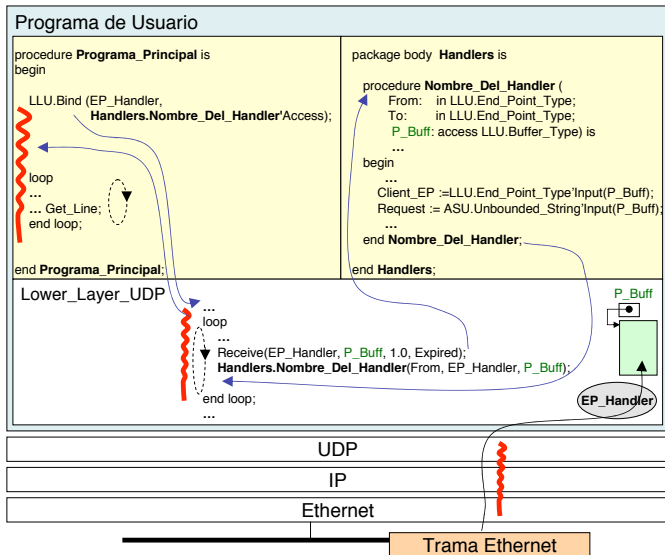 Programa de Usuario
procedure Programa_Principal is
begin
LLU.Bind (EP_Handler,
Handlers.Nombre_Del_Handler'Access);
loop
...
... Get_Line;
end loop;
end Programa_Principal;
package body Handlers is
procedure Nombre_Del_Handler (
From: in LLU.End_Point_Type;
To: in LLU.End_Point_Type;
P_Buff: access LLU.Buffer_Type) is
...
begin
...
Client_EP :=LLU.End_Point_Type'Input(P_Buff);
Request := ASU.Unbounded_String'Input(P_Buff);
...
end Nombre_Del_Handler;
end Handlers;
Lower_Layer_UDP
...
loop
...
Receive(EP_Handler, P_Buff, 1.0, Expired);
Handlers.Nombre_Del_Handler(From, EP_Handler, P_Buff);
end loop;
...
P_Buff
EP_Handler
UDP
IP
Ethernet
Trama Ethernet